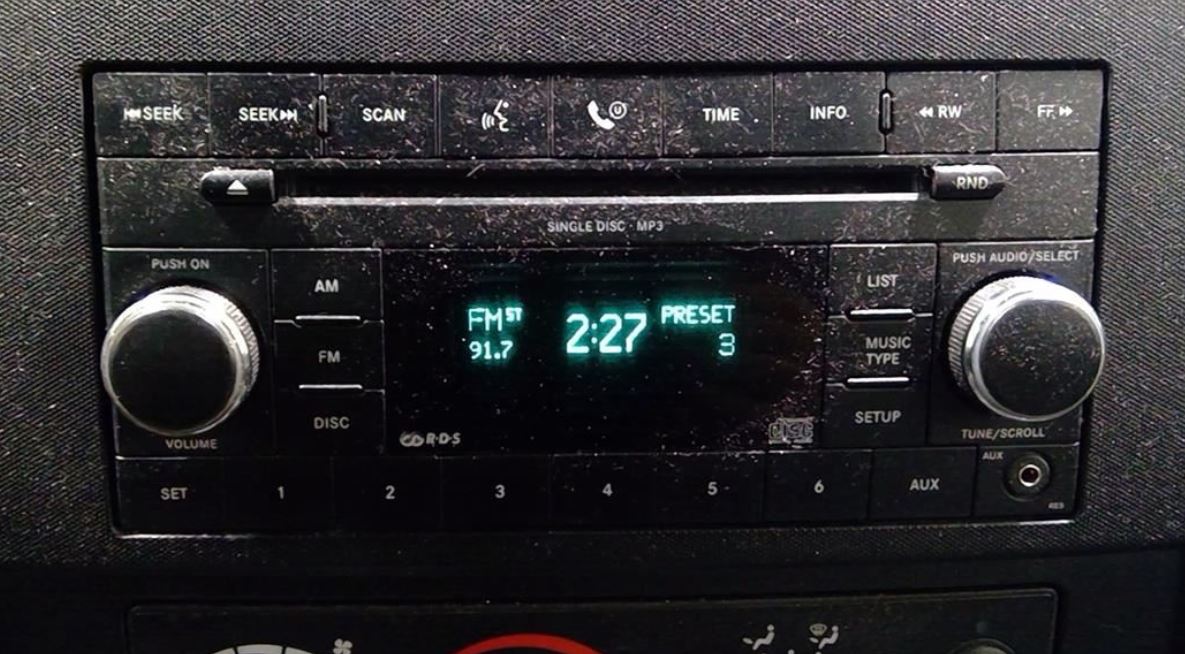 SEEK SEEK SCAN TIME INFO RW FF
RND
SINGLE DISC · MP3
PUSH ON
AM
FM
DISC
VOLUME
FM ST
91.7
2:27
PRESET
3
R·D·S
DISC
LIST
MUSIC
TYPE
SETUP
PUSH AUDIO/SELECT
TUNE/SCROLL
SET 1 2 3 4 5 6 AUX
AUX
RES